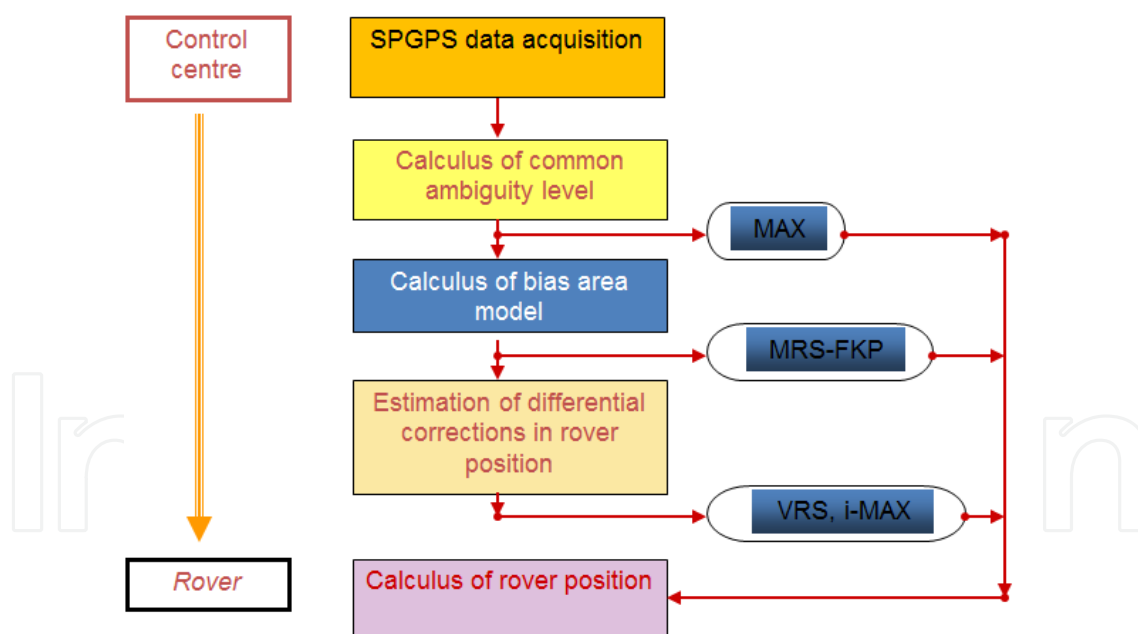 Control
centre
SPGPS data acquisition
Calculus of common
ambiguity level
MAX
Calculus of bias area
model
MRS-FKP
Estimation of differential
corrections in rover
position
VRS, i-MAX
Rover
Calculus of rover position